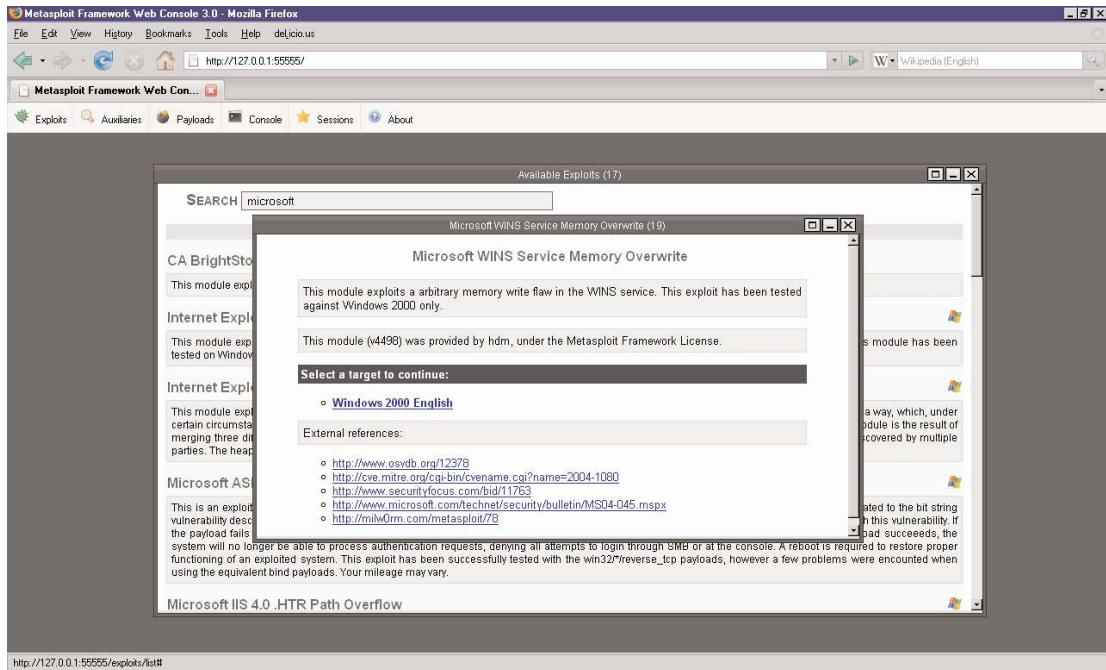 Metasploit Framework Web Console 3.0 - Mozilla Firefox
File Edit View History Bookmarks Tools Help del.icio.us
http://127.0.0.1:55555/
Wikipedia (English)
Metasploit Framework Web Con...
Exploits Auxiliaries Payloads Console Sessions About
Available Exploits (17)
SEARCH microsoft
Microsoft WINS Service Memory Overwrite (19)
Microsoft WINS Service Memory Overwrite
This module exploits a arbitrary memory write flaw in the WINS service. This exploit has been tested
against Windows 2000 only.
This module (v4498) was provided by hdm, under the Metasploit Framework License.
Select a target to continue:
Windows 2000 English
External references:
http://www.osvdb.org/12378
http://cve.mitre.org/cgi-bin/cvename.cgi?name=2004-1080
http://www.securityfocus.com/bid/11763
http://www.microsoft.com/technet/security/bulletin/MS04-045.mspx
http://milw0rm.com/metasploit/78
CA BrightSto
This module expl
Internet Expl
This module exp s module has been
tested on Window
Internet Expl
This module expl a way, which, under
certain circumsta odule is the result of
merging three dif scovered by multiple
parties. The heap
Microsoft AS
This is an exploit ated to the bit string
vulnerability desc h this vulnerability. If
the payload fails oad succeeeds, the
system will no longer be able to process authentication requests, denying all attempts to login through SMB or at the console. A reboot is required to restore proper
functioning of an exploited system. This exploit has been successfully tested with the win32/*/reverse_tcp payloads, however a few problems were encounted when
using the equivalent bind payloads. Your mileage may vary.
Microsoft IIS 4.0 .HTR Path Overflow
http://127.0.0.1:55555/exploits/list#